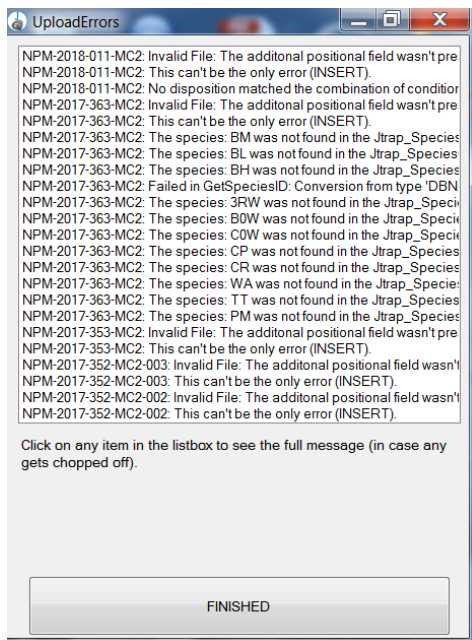 UploadErrors
NPM-2018-011-MC2: Invalid File: The additonal positional field wasn't pre
NPM-2018-011-MC2: This can't be the only error (INSERT).
NPM-2018-011-MC2: No disposition matched the combination of condition
NPM-2017-363-MC2: Invalid File: The additonal positional field wasn't pre
NPM-2017-363-MC2: This can't be the only error (INSERT).
NPM-2017-363-MC2: The species: BM was not found in the Jtrap_Species
NPM-2017-363-MC2: The species: BL was not found in the Jtrap_Species
NPM-2017-363-MC2: The species: BH was not found in the Jtrap_Species
NPM-2017-363-MC2: Failed in GetSpeciesID: Conversion from type 'DBN
NPM-2017-363-MC2: The species: 3RW was not found in the Jtrap_Speci
NPM-2017-363-MC2: The species: B0W was not found in the Jtrap_Specie
NPM-2017-363-MC2: The species: C0W was not found in the Jtrap_Specie
NPM-2017-363-MC2: The species: CP was not found in the Jtrap_Species
NPM-2017-363-MC2: The species: CR was not found in the Jtrap_Species
NPM-2017-363-MC2: The species: WA was not found in the Jtrap_Specie
NPM-2017-363-MC2: The species: TT was not found in the Jtrap_Species
NPM-2017-363-MC2: The species: PM was not found in the Jtrap_Species
NPM-2017-353-MC2: Invalid File: The additonal positional field wasn't pre
NPM-2017-353-MC2: This can't be the only error (INSERT).
NPM-2017-352-MC2-003: Invalid File: The additonal positional field wasn't
NPM-2017-352-MC2-003: This can't be the only error (INSERT).
NPM-2017-352-MC2-002: Invalid File: The additonal positional field wasn'
NPM-2017-352-MC2-002: This can't be the only error (INSERT).
Click on any item in the listbox to see the full message (in case any
gets chopped off).
FINISHED